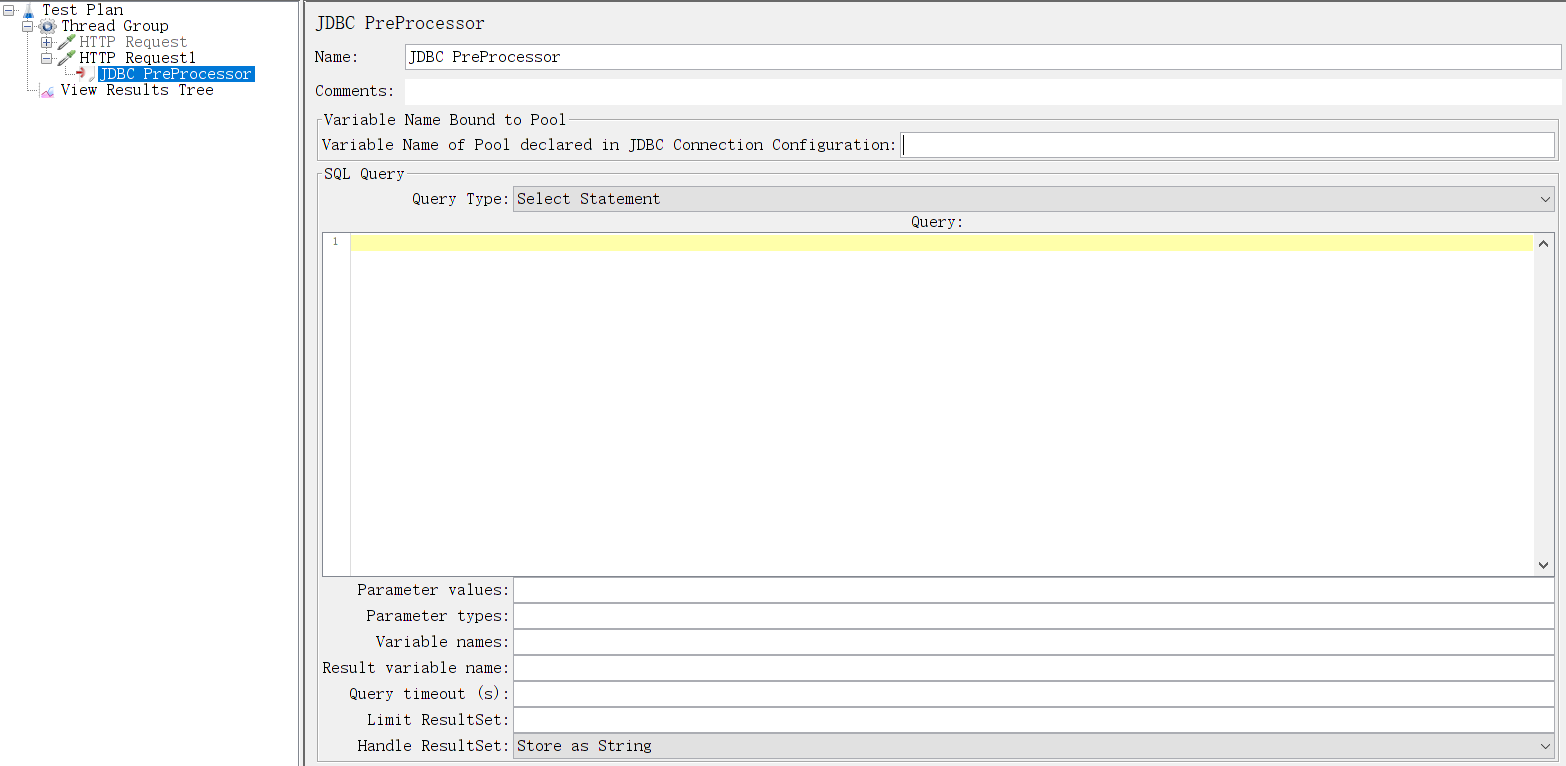 Test Plan
Thread Group
HTTP Request
HTTP Request1
JDBC PreProcessor
View Results Tree
JDBC PreProcessor
Name: JDBC PreProcessor
Comments:
Variable Name Bound to Pool
Variable Name of Pool declared in JDBC Connection Configuration:
SQL Query
Query Type: Select Statement
Query:
1
Parameter values:
Parameter types:
Variable names:
Result variable name:
Query timeout (s):
Limit ResultSet:
Handle ResultSet: Store as String